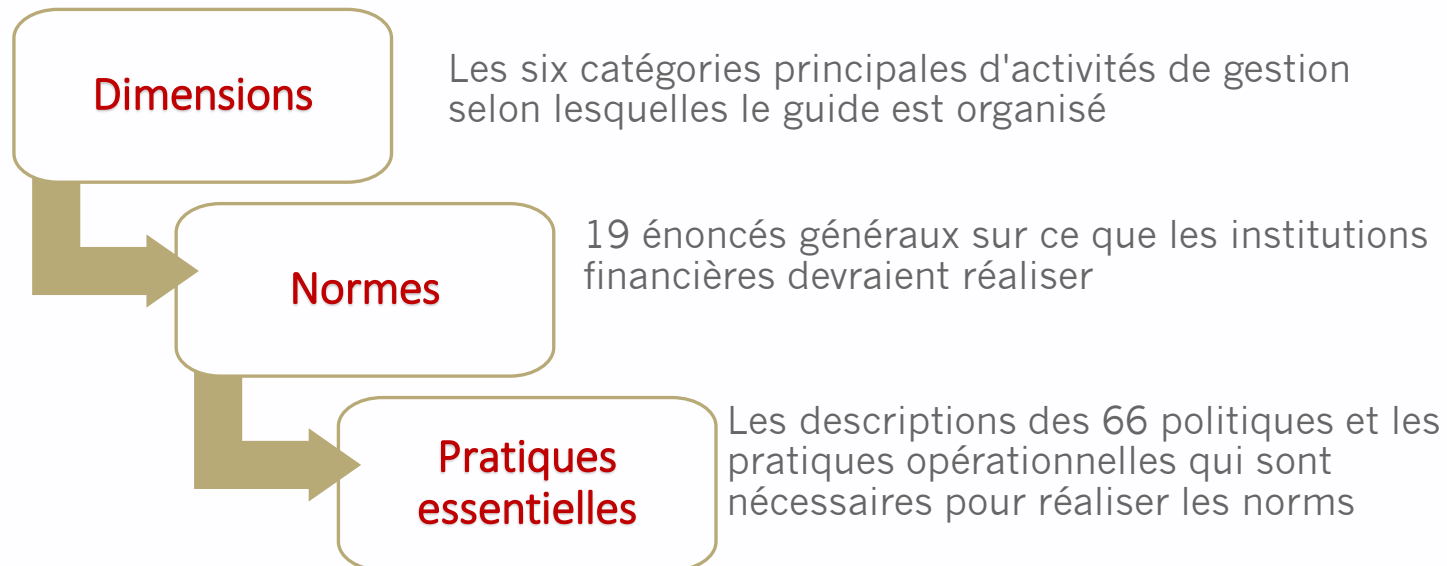 Dimensions
Les six catégories principales d'activités de gestion
selon lesquelles le guide est organisé
Normes
19 énoncés généraux sur ce que les institutions
financières devraient réaliser
Pratiques
essentielles
Les descriptions des 66 politiques et les
pratiques opérationnelles qui sont
nécessaires pour réaliser les norms